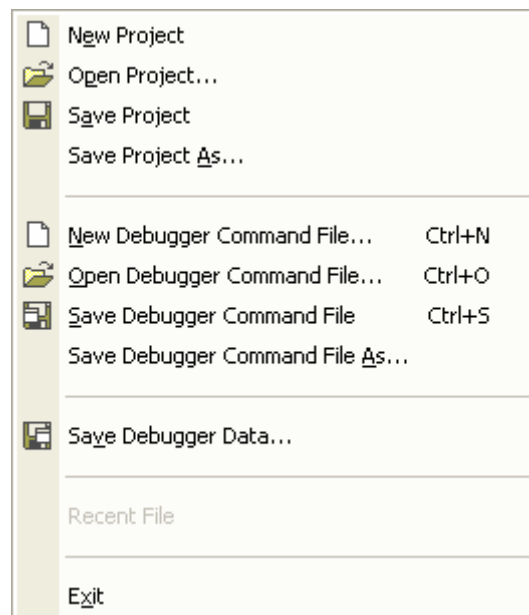 New Project
Open Project...
Save Project
Save Project As...
New Debugger Command File... Ctrl+N
Open Debugger Command File... Ctrl+O
Save Debugger Command File Ctrl+S
Save Debugger Command File As...
Save Debugger Data...
Recent File
Exit